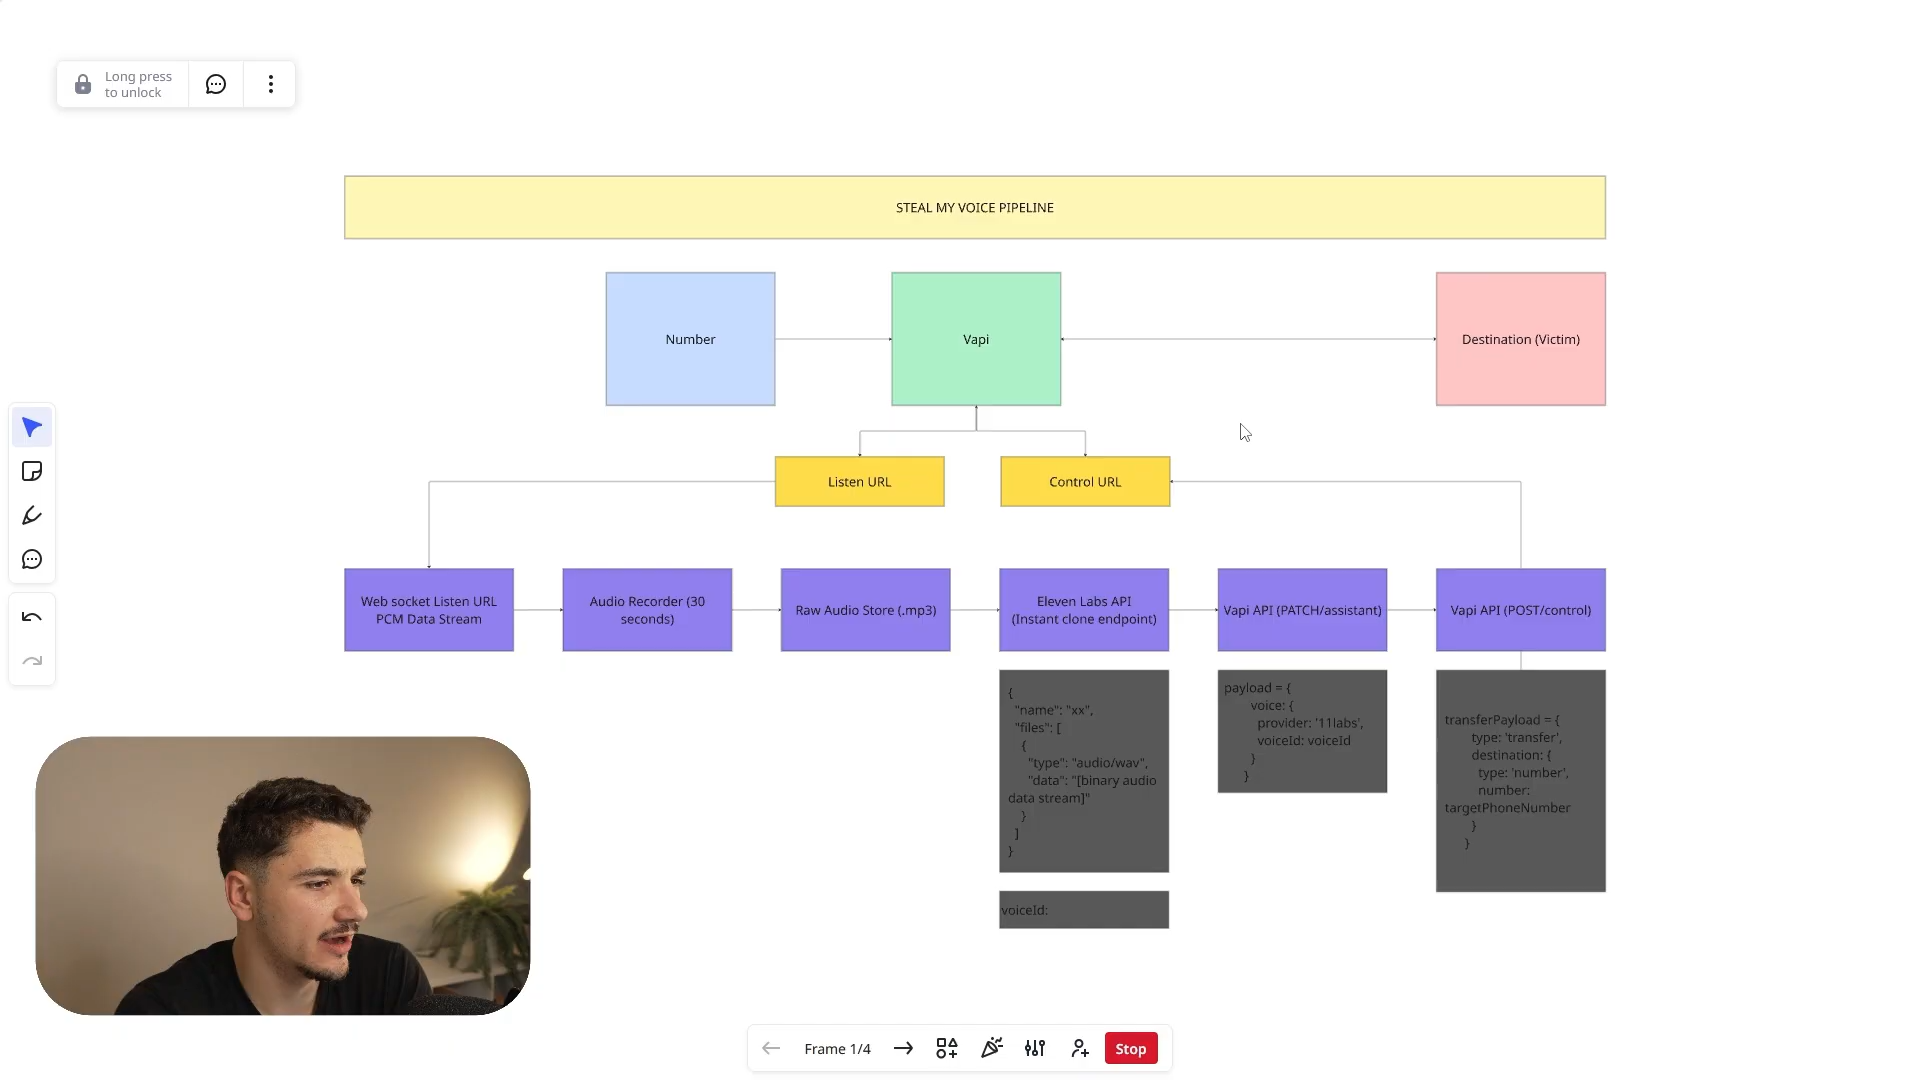 Long press
to unlock
STEAL MY VOICE PIPELINE
Number
Vapi
Destination (Victim)
Listen URL
Control URL
Web socket Listen URL
PCM Data Stream
Audio Recorder (30
seconds)
Raw Audio Store (.mp3)
Eleven Labs API
(Instant clone endpoint)
Vapi API (PATCH/assistant)
Vapi API (POST/control)
{
"name": "xx",
"files": [
{
"type": "audio/wav",
"data": "[binary audio
data stream]"
}
]
}
voiceId:
payload = {
voice: {
provider: '11labs',
voiceId: voiceId
}
}
transferPayload = {
type: 'transfer',
destination: {
type: 'number',
number:
targetPhoneNumber
}
}
Frame 1/4
Stop